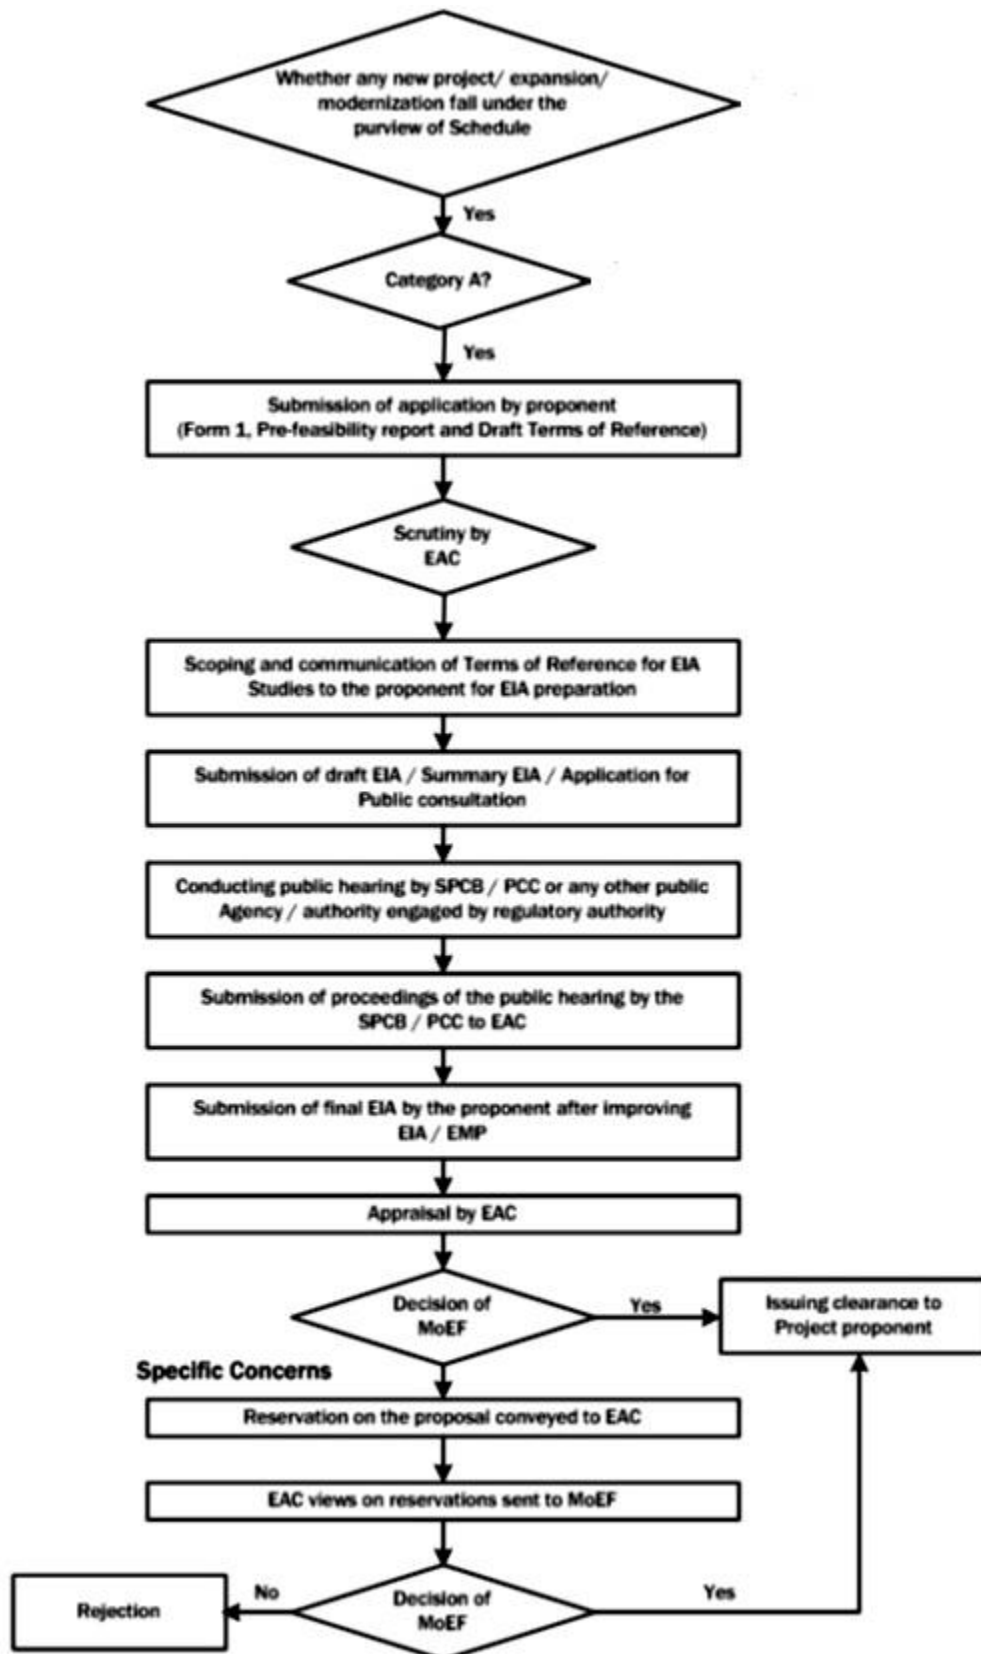 Whether any new project/ expansion/
modernization fall under the
purview of Schedule
Yes
Category A?
Yes
Submission of application by proponent
(Form 1, Pre-feasibility report and Draft Terms of Reference)
Scrutiny by
EAC
Scoping and communication of Terms of Reference for EIA
Studies to the proponent for EIA preparation
Submission of draft EIA / Summary EIA / Application for
Public consultation
Conducting public hearing by SPCB / PCC or any other public
Agency / authority engaged by regulatory authority
Submission of proceedings of the public hearing by the
SPCB / PCC to EAC
Submission of final EIA by the proponent after improving
EIA / EMP
Appraisal by EAC
Decision of
MoEF
Yes
Issuing clearance to
Project proponent
Specific Concerns
Reservation on the proposal conveyed to EAC
EAC views on reservations sent to MoEF
Decision of
MoEF
No
Rejection
Yes